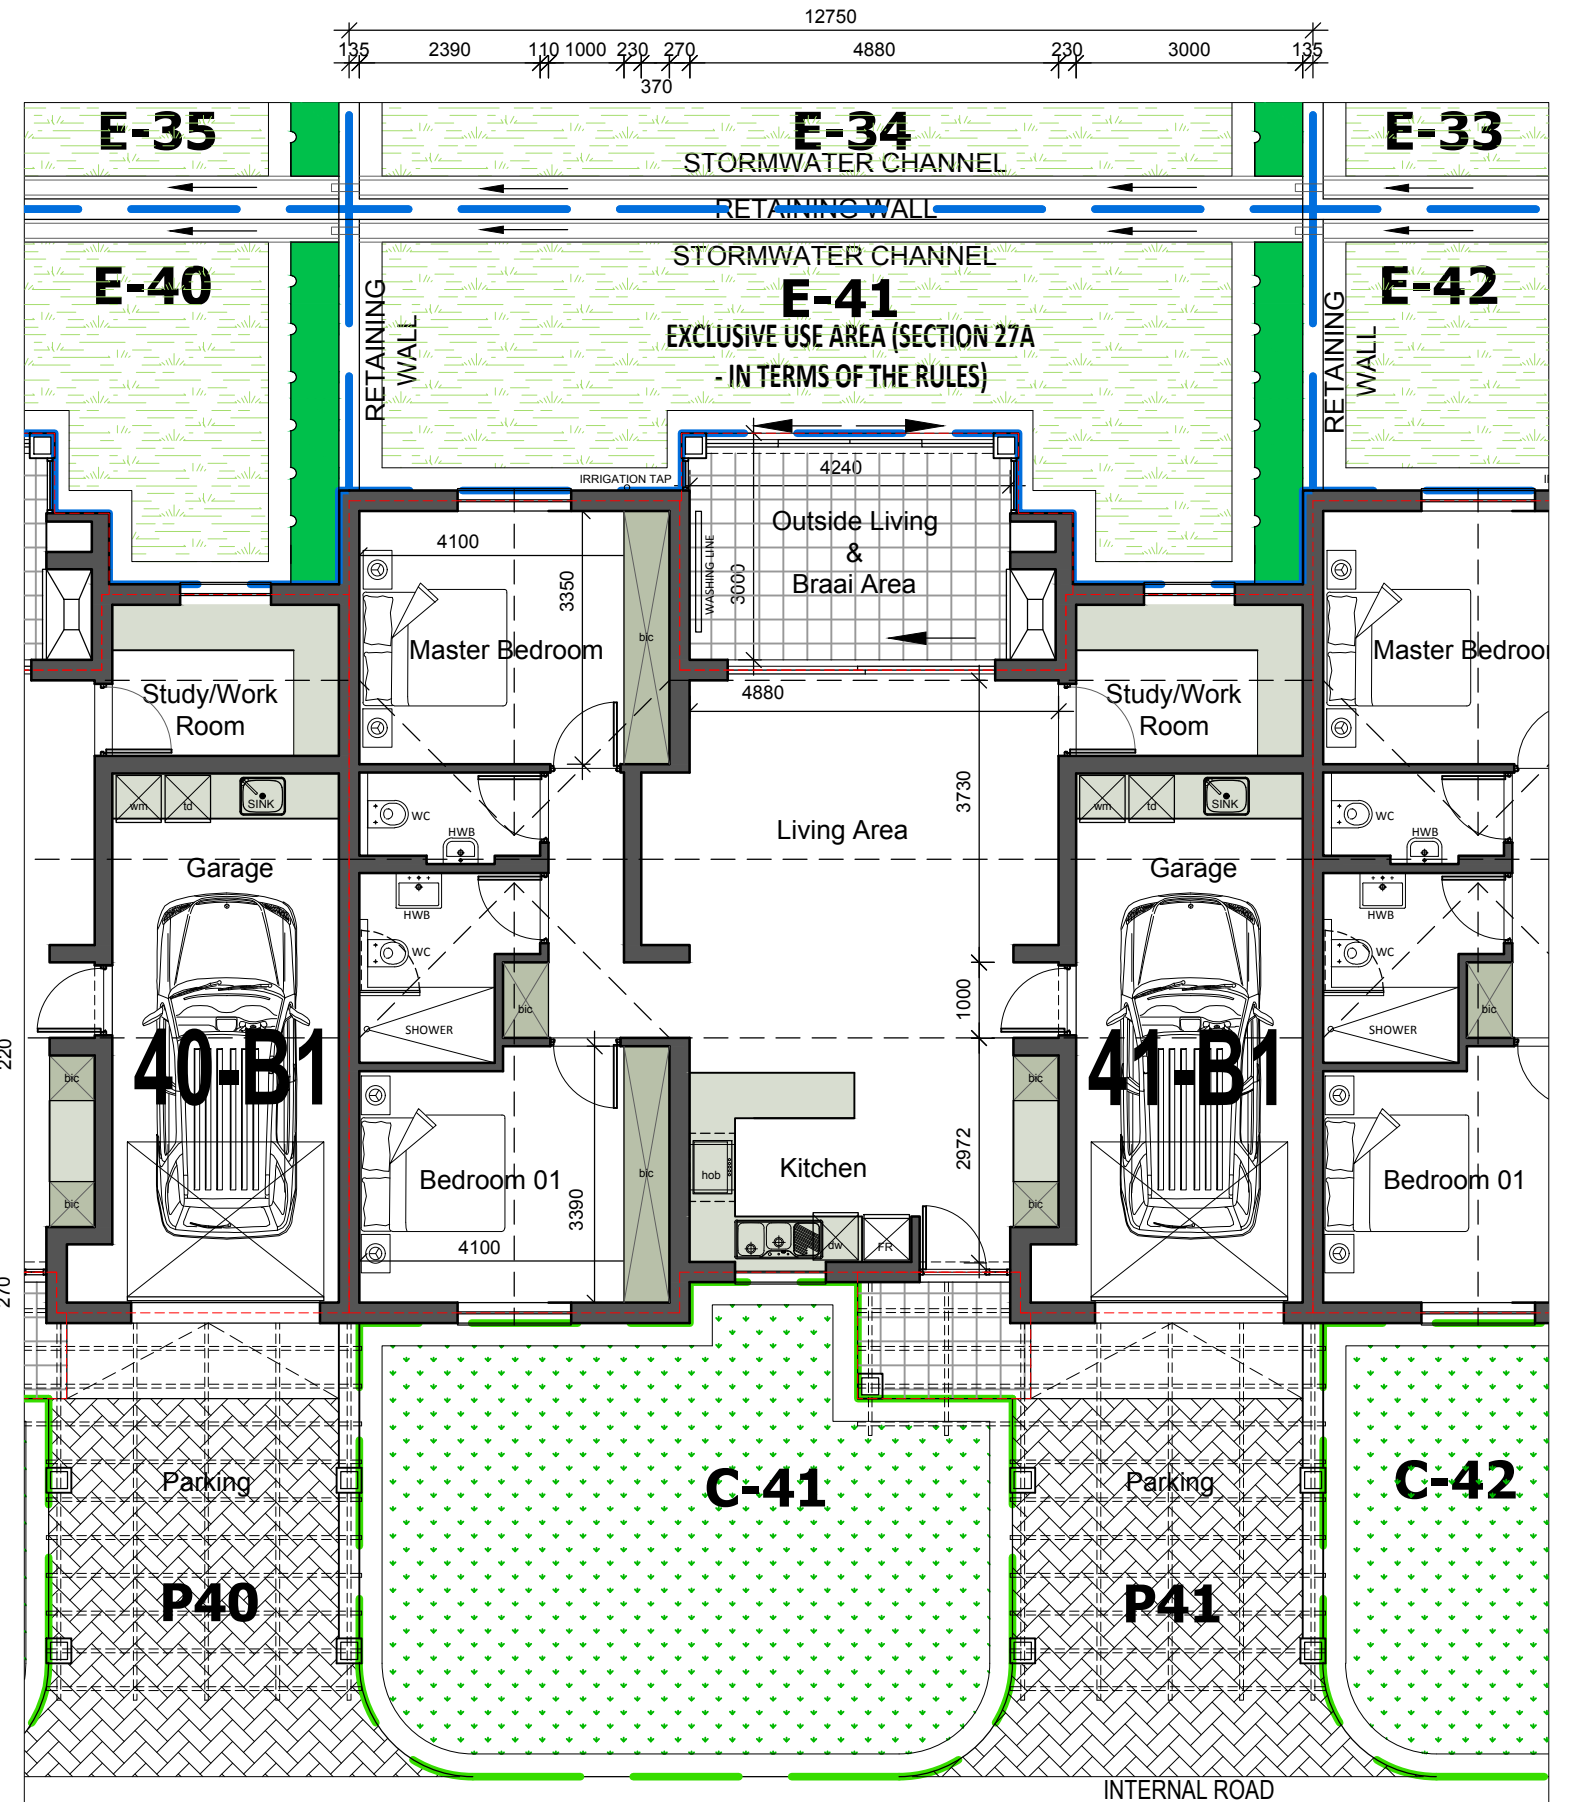 12750
135 2390 110 1000 230 270 4880 230 3000 135
370
E-35 E-34 E-33
STORMWATER CHANNEL
RETAINING WALL
STORMWATER CHANNEL
E-40 E-41 E-42
EXCLUSIVE USE AREA (SECTION 27A
- IN TERMS OF THE RULES)
RETAINING
WALL
RETAINING
WALL
IRRIGATION TAP
4240
Outside Living
&
Braai Area
WASHING LINE
3000
4100
3350
bic
Master Bedroom
Master Bedroo
Study/Work
Room
4880
Study/Work
Room
wm td SINK
WC
HWB
3730
Living Area
wm td SINK
WC
HWB
Garage
Garage
HWB
WC
HWB
WC
bic
SHOWER
1000
bic
SHOWER
220
40-B1
41-B1
bic
bic
bic
bic
bic
hob
Kitchen
2972
Bedroom 01
3390
4100
Bedroom 01
dw FR
270
C-41
C-42
Parking
Parking
P40
P41
INTERNAL ROAD